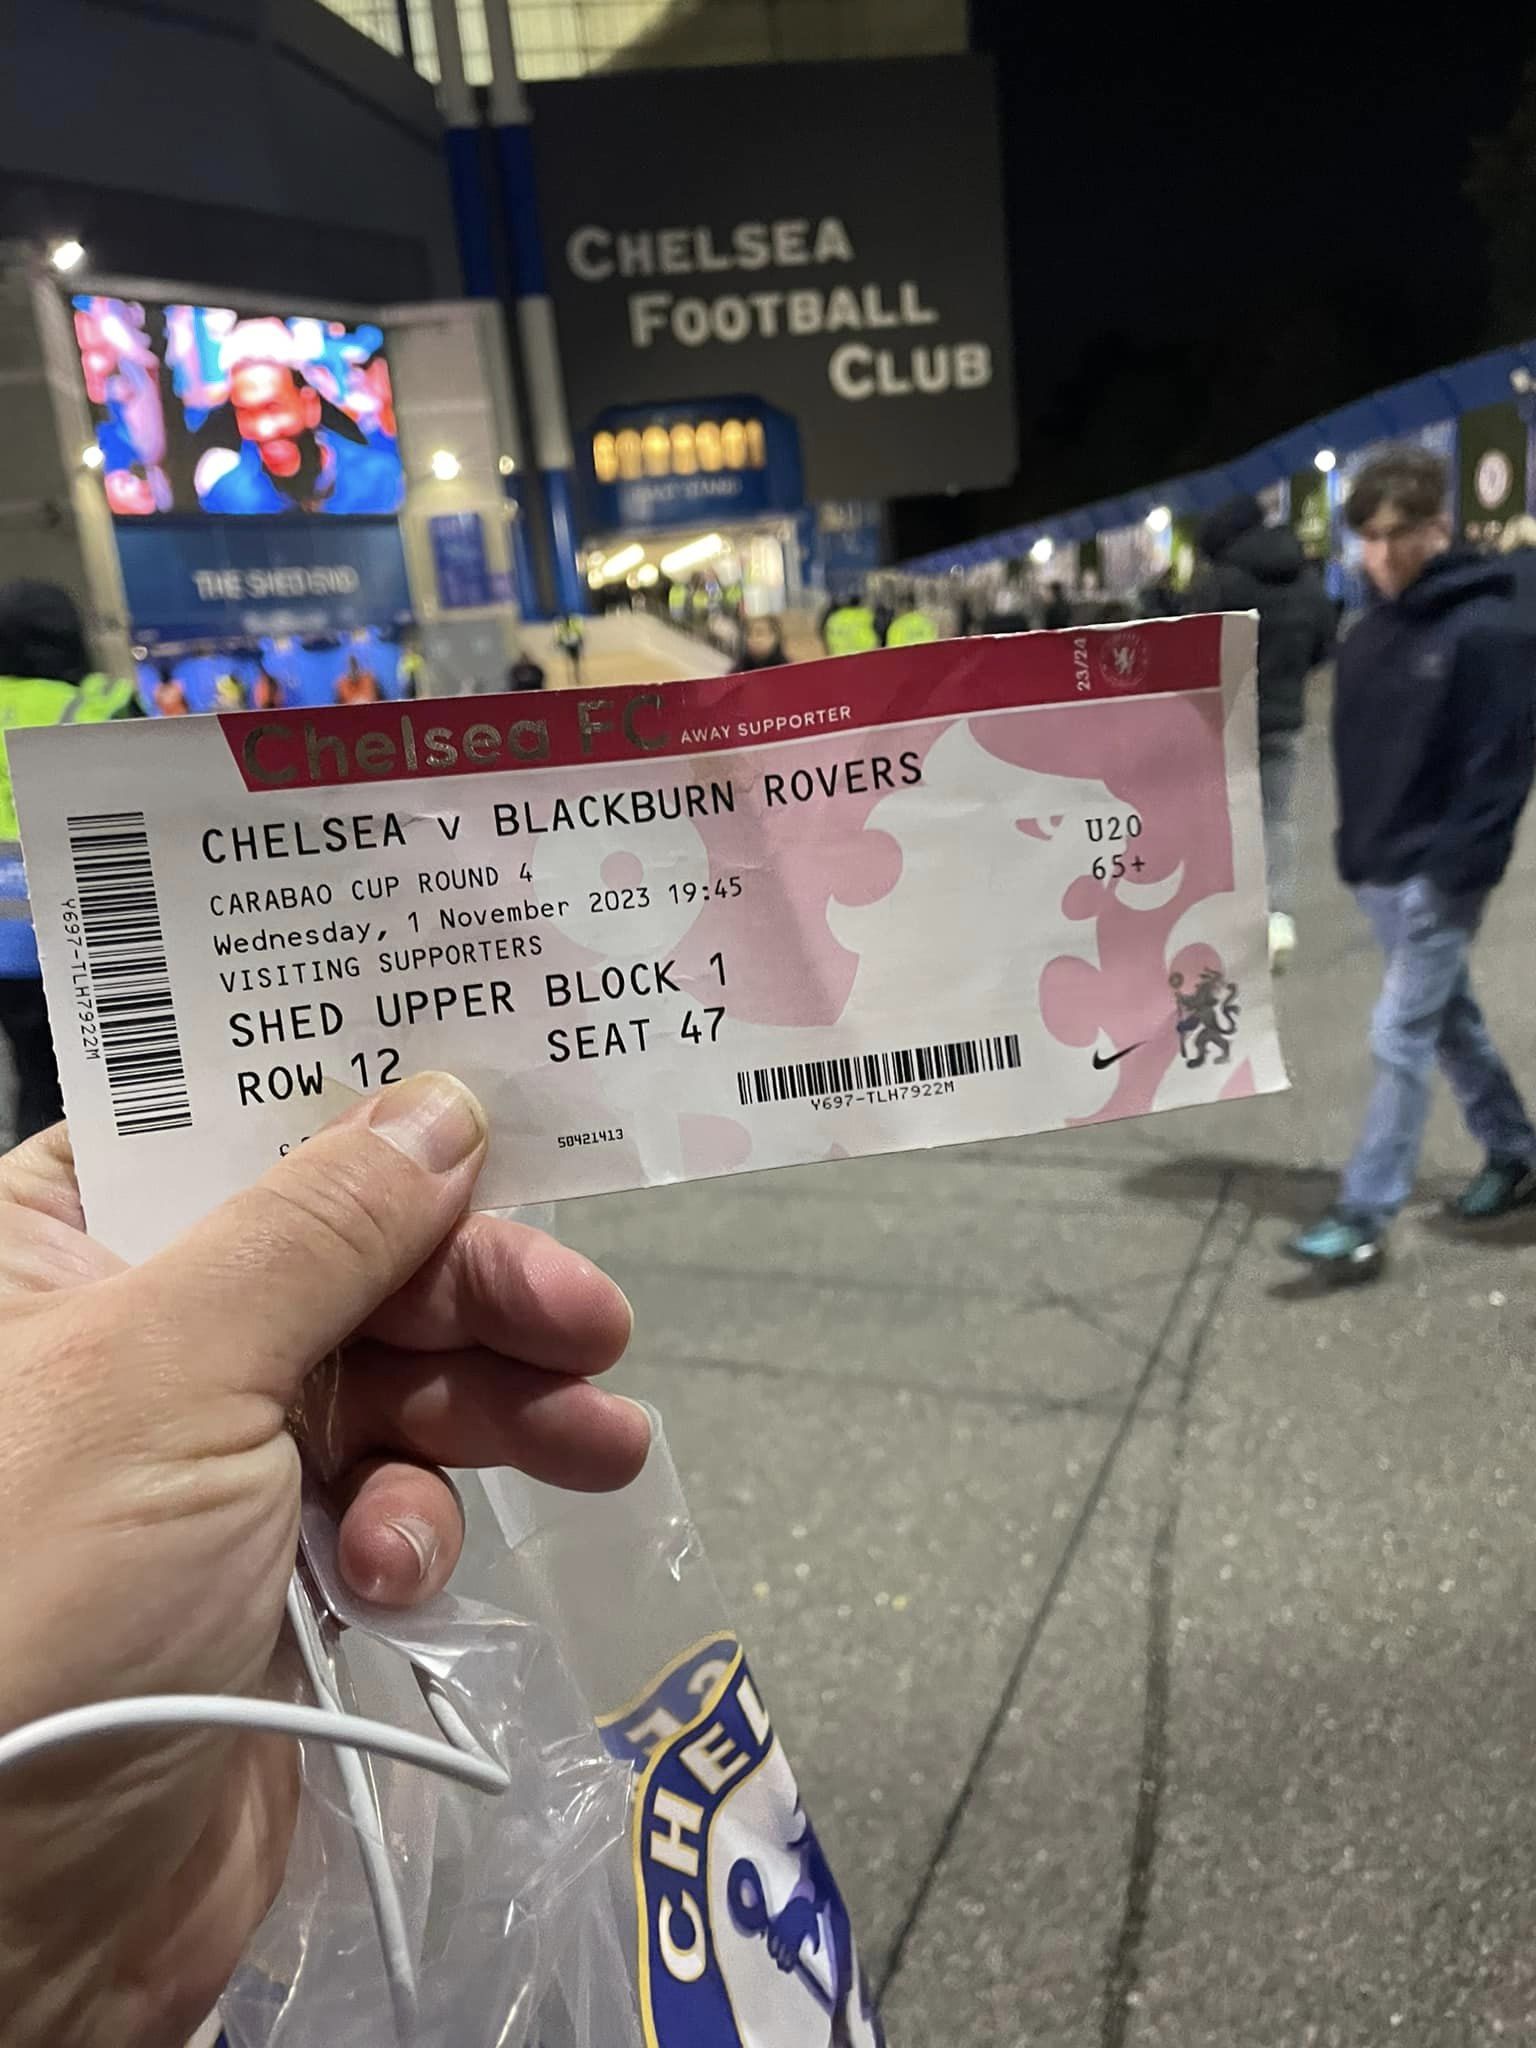 CHELSEA
FOOTBALL
CLUB
THE SHED END
Chelsea FC AWAY SUPPORTER
23/24
CHELSEA v BLACKBURN ROVERS
CARABAO CUP ROUND 4
Wednesday, 1 November 2023 19:45
VISITING SUPPORTERS
SHED UPPER BLOCK 1
ROW 12 SEAT 47
U20
65+
Y697-TLH7922M
Y697-TLH7922M
£
50421413
CHEL